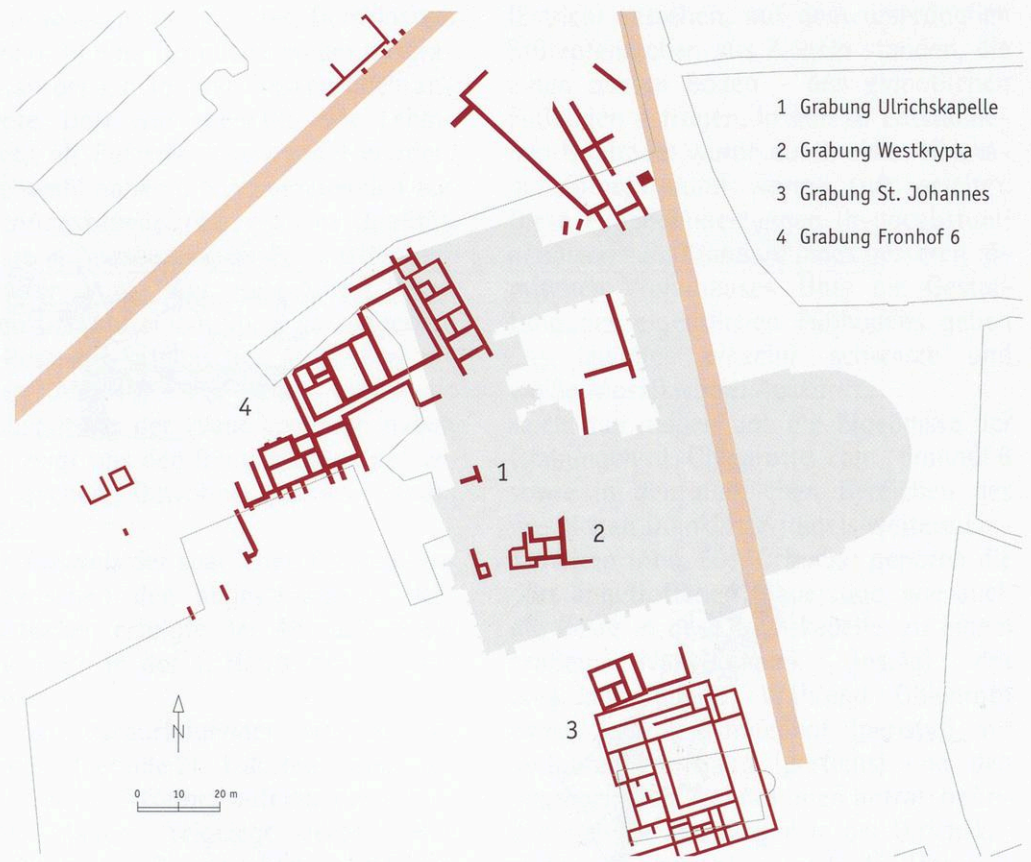 1 Grabung Ulrichskapelle
2 Grabung Westkrypta
3 Grabung St. Johannes
4 Grabung Fronhof 6
4
1
2
3
N
0 10 20 m